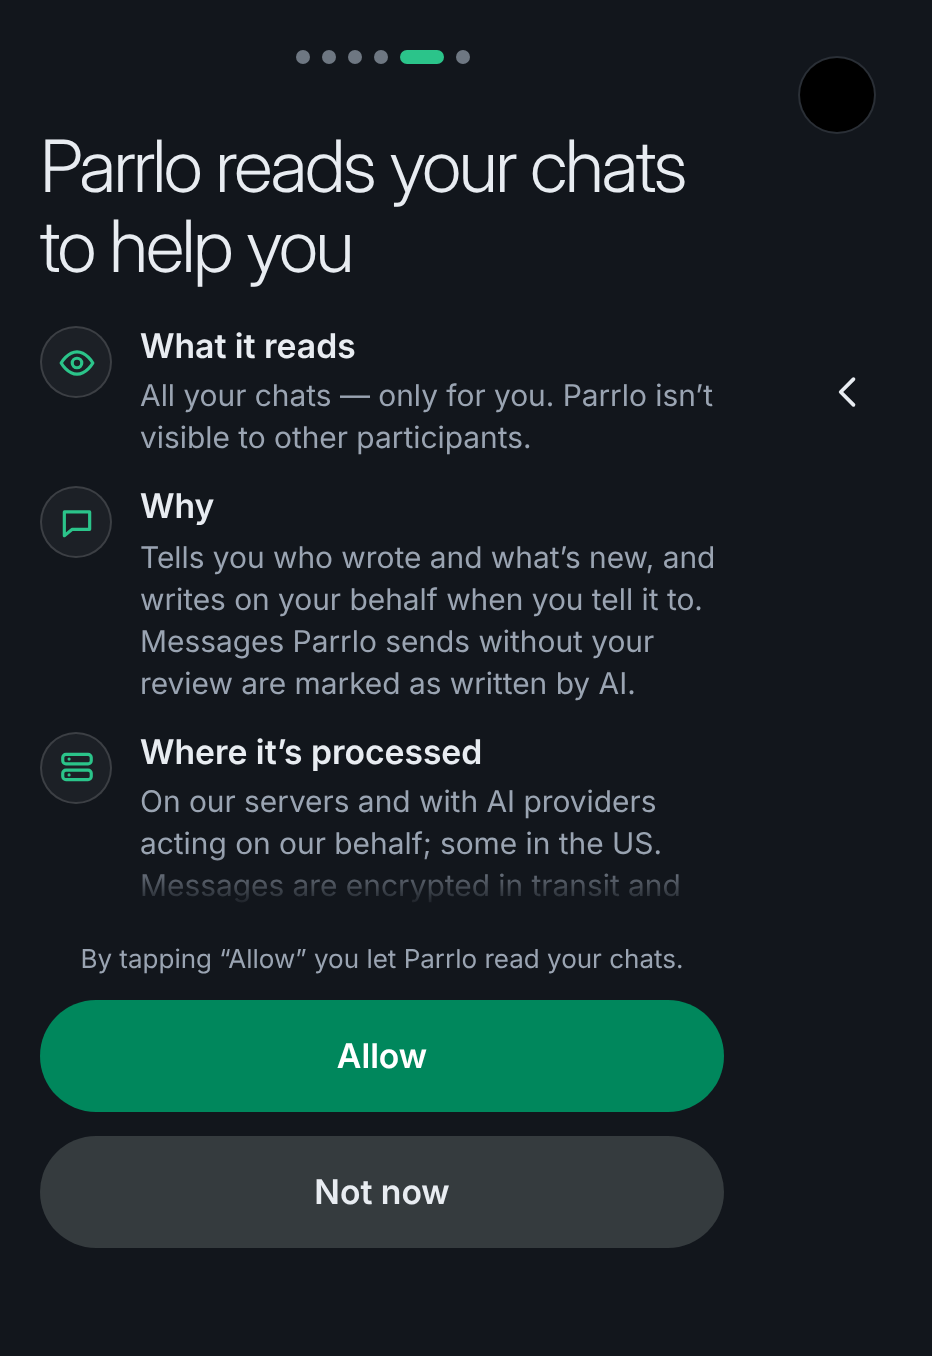 Parrlo reads your chats
to help you
What it reads
All your chats — only for you. Parrlo isn’t
visible to other participants.
Why
Tells you who wrote and what’s new, and
writes on your behalf when you tell it to.
Messages Parrlo sends without your
review are marked as written by AI.
Where it’s processed
On our servers and with AI providers
acting on our behalf; some in the US.
Messages are encrypted in transit and
By tapping “Allow” you let Parrlo read your chats.
Allow
Not now